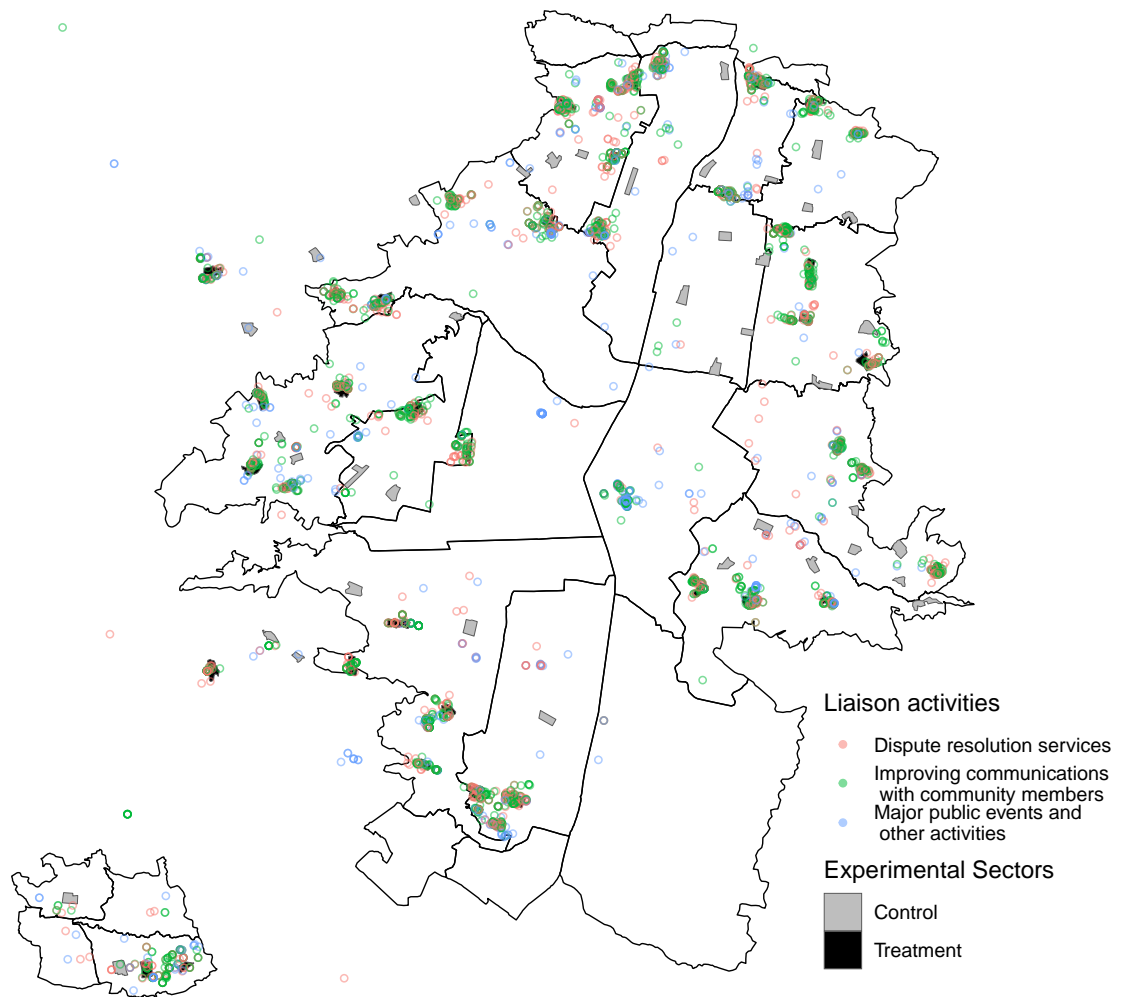 Liaison activities
Dispute resolution services
Improving communications
with community members
Major public events and
other activities
Experimental Sectors
Control
Treatment